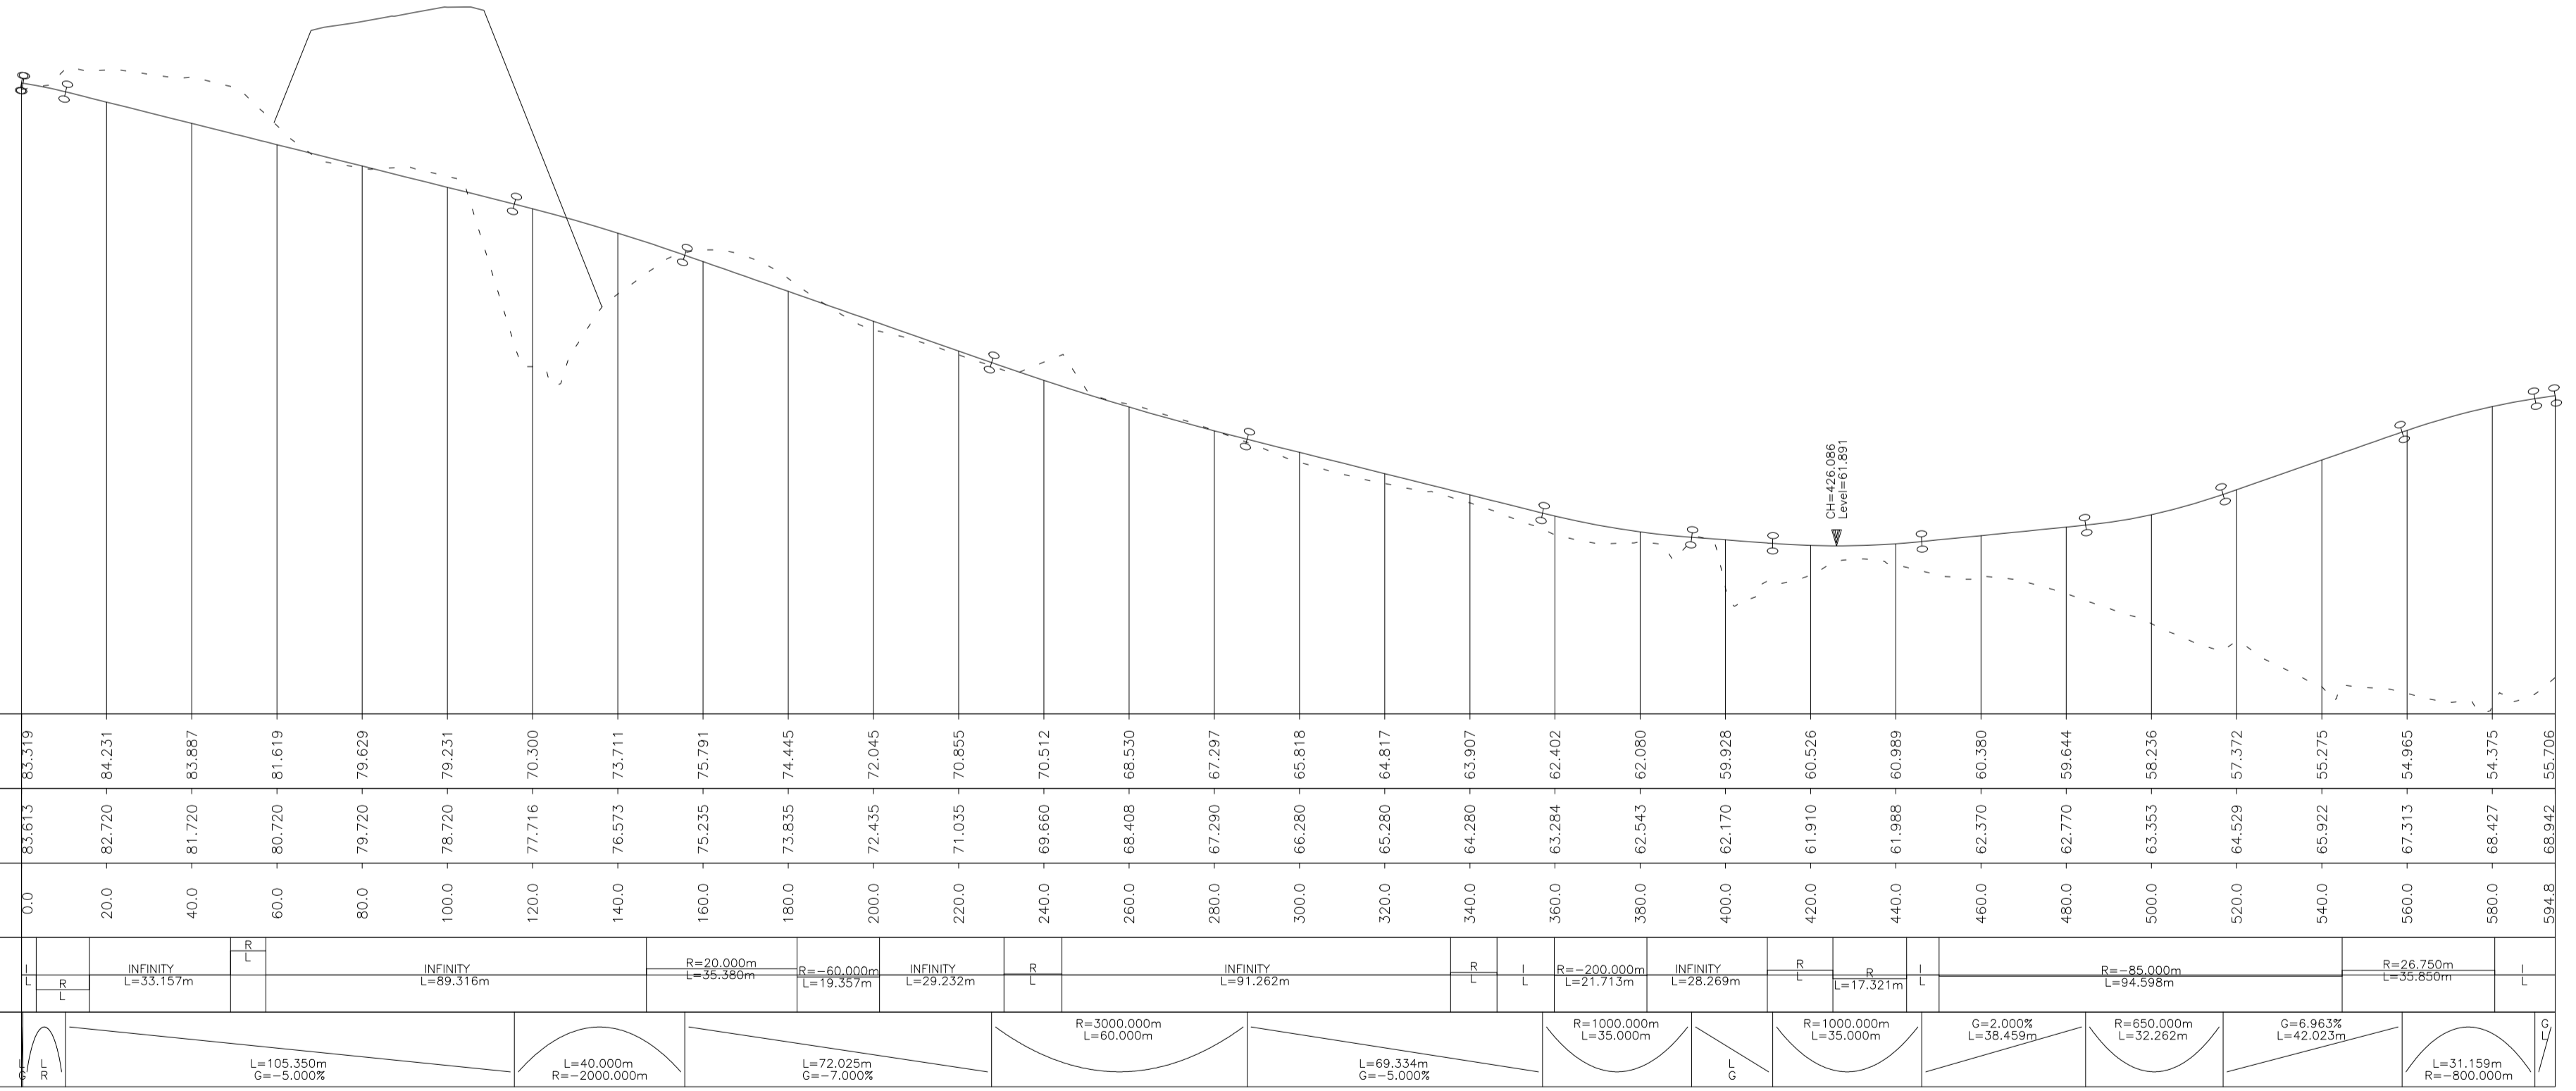 CH=426.086
Level=61.891
83.319 84.231 83.887 81.619 79.629 79.231 70.300 73.711 75.791 74.445 72.045 70.855 70.512 68.530 67.297 65.818 64.817 63.907 62.402 62.080 59.928 60.526 60.989 60.380 59.644 58.236 57.372 55.275 54.965 54.375 55.706
83.613 82.720 81.720 80.720 79.720 78.720 77.716 76.573 75.235 73.835 72.435 71.035 69.660 68.408 67.290 66.280 65.280 64.280 63.284 62.543 62.170 61.910 61.988 62.370 62.770 63.353 64.529 65.922 67.313 68.427 68.942
0.0 20.0 40.0 60.0 80.0 100.0 120.0 140.0 160.0 180.0 200.0 220.0 240.0 260.0 280.0 300.0 320.0 340.0 360.0 380.0 400.0 420.0 440.0 460.0 480.0 500.0 520.0 540.0 560.0 580.0 594.8
I
L
R
L
INFINITY
L=33.157m
R
L
INFINITY
L=89.316m
R=20.000m
L=35.380m
R=-60.000m
L=19.357m
INFINITY
L=29.232m
R
L
INFINITY
L=91.262m
R
L
I
L
R=-200.000m
L=21.713m
INFINITY
L=28.269m
R
L
R
L=17.321m
I
L
R=-85.000m
L=94.598m
R=26.750m
L=35.850m
I
L
L
G
L
R
L=105.350m
G=-5.000%
L=40.000m
R=-2000.000m
L=72.025m
G=-7.000%
R=3000.000m
L=60.000m
L=69.334m
G=-5.000%
R=1000.000m
L=35.000m
L
G
R=1000.000m
L=35.000m
G=2.000%
L=38.459m
R=650.000m
L=32.262m
G=6.963%
L=42.023m
L=31.159m
R=-800.000m
G
L